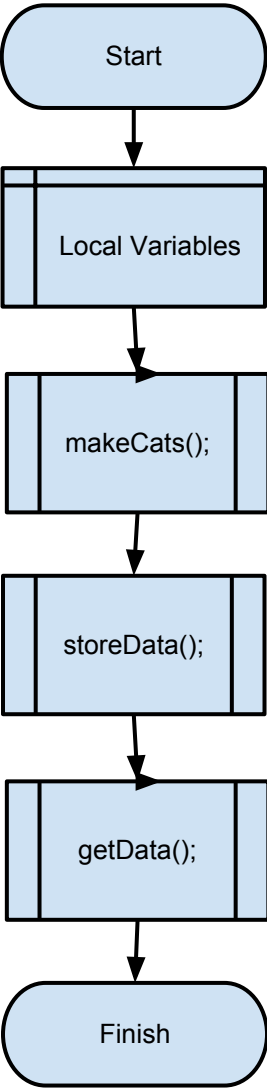 Start
Local Variables
makeCats();
storeData();
getData();
Finish